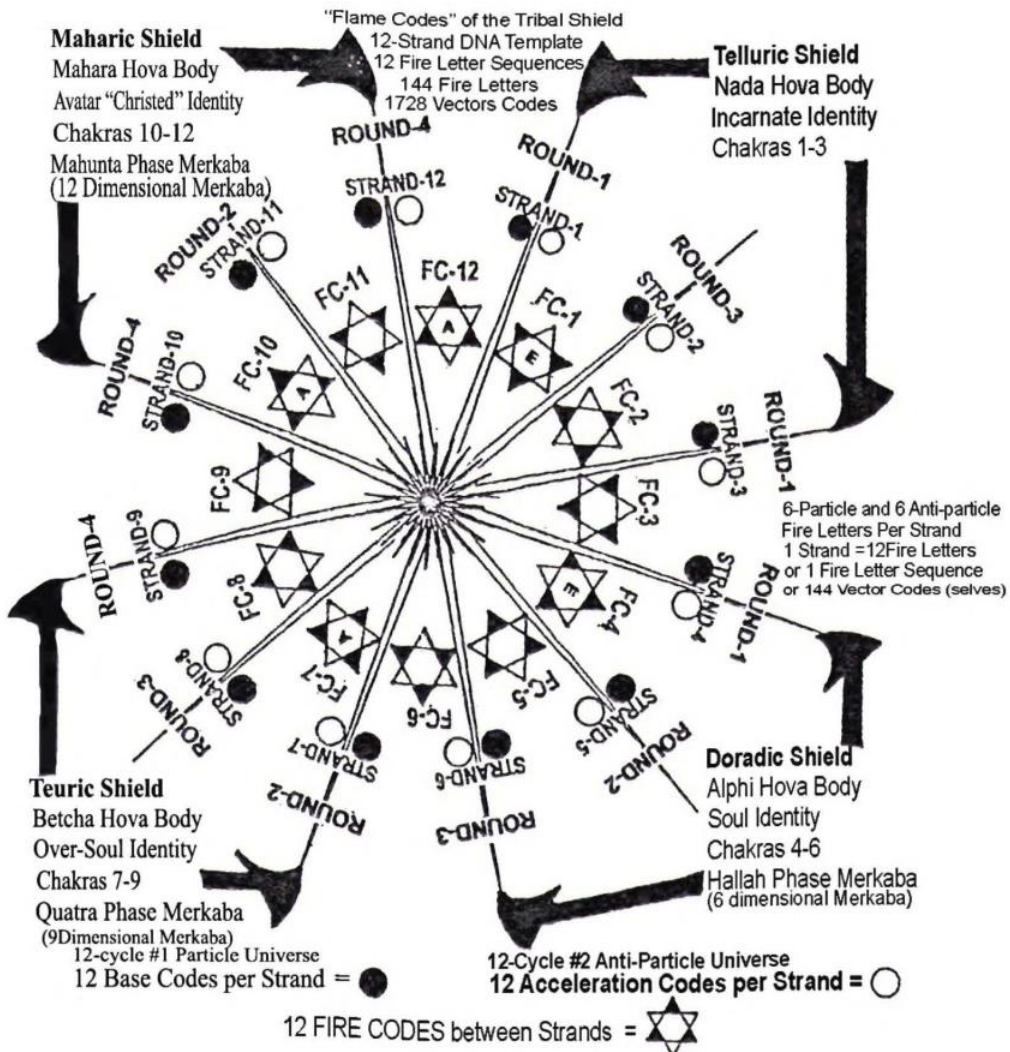 "Flame Codes" of the Tribal Shield
12-Strand DNA Template
12 Fire Letter Sequences
144 Fire Letters
1728 Vectors Codes
Maharic Shield
Mahara Hova Body
Avatar "Christed" Identity
Chakras 10-12
Mahunta Phase Merkaba
(12 Dimensional Merkaba)
Telluric Shield
Nada Hova Body
Incarnate Identity
Chakras 1-3
ROUND-4
STRAND-12
FC-12
A
ROUND-1
STRAND-1
FC-1
E
ROUND-3
STRAND-2
FC-2
ROUND-1
STRAND-3
FC-3
6-Particle and 6 Anti-particle
Fire Letters Per Strand
1 Strand =12Fire Letters
or 1 Fire Letter Sequence
or 144 Vector Codes (selves)
ROUND-1
STRAND-4
FC-4
E
ROUND-2
STRAND-5
FC-5
ROUND-3
STRAND-6
FC-6
ROUND-2
STRAND-7
FC-7
A
ROUND-3
STRAND-8
FC-8
ROUND-4
STRAND-9
FC-9
ROUND-4
STRAND-10
FC-10
A
ROUND-2
STRAND-11
FC-11
Teuric Shield
Betcha Hova Body
Over-Soul Identity
Chakras 7-9
Quatra Phase Merkaba
(9Dimensional Merkaba)
Doradic Shield
Alphi Hova Body
Soul Identity
Chakras 4-6
Hallah Phase Merkaba
(6 dimensional Merkaba)
12-cycle #1 Particle Universe
12 Base Codes per Strand =
12-Cycle #2 Anti-Particle Universe
12 Acceleration Codes per Strand =
12 FIRE CODES between Strands =